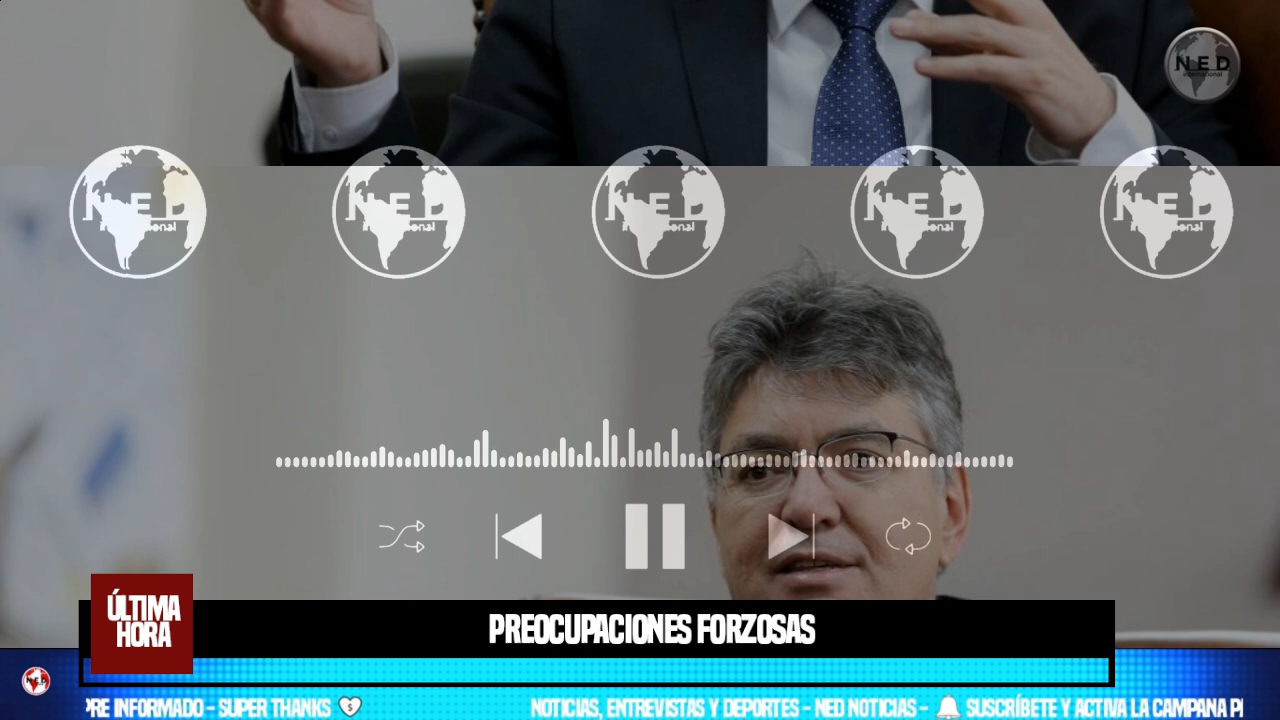 NED
international
NED
NED
NED
NED
NED
ÚLTIMA
HORA
PREOCUPACIONES FORZOSAS
RE INFORMADO - SUPER THANKS
NOTICIAS, ENTREVISTAS Y DEPORTES - NED NOTICIAS -
SUSCRÍBETE Y ACTIVA LA CAMPANA